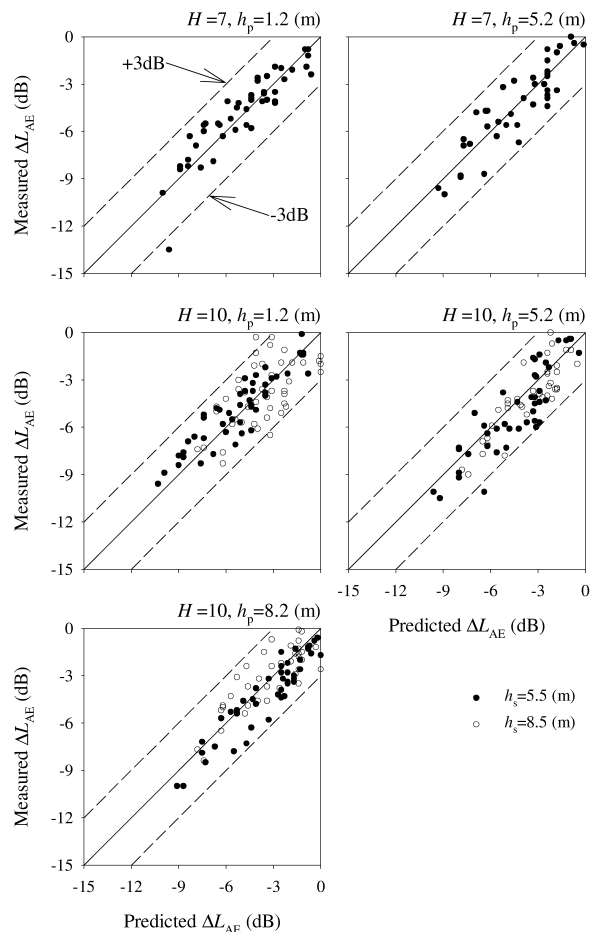 H =7, hp=1.2 (m)
H =7, hp=5.2 (m)
0
-3
-6
-9
-12
-15
Measured ΔLAE (dB)
+3dB
-3dB
H =10, hp=1.2 (m)
H =10, hp=5.2 (m)
0
-3
-6
-9
-12
-15
Measured ΔLAE (dB)
-15 -12 -9 -6 -3 0
Predicted ΔLAE (dB)
H =10, hp=8.2 (m)
0
-3
-6
-9
-12
-15
Measured ΔLAE (dB)
-15 -12 -9 -6 -3 0
Predicted ΔLAE (dB)
hs=5.5 (m)
hs=8.5 (m)